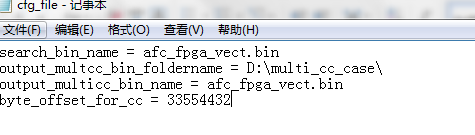 cfg_file - 记事本
文件(F) 编辑(E) 格式(O) 查看(V) 帮助(H)
search_bin_name = afc_fpga_vect.bin
output_multcc_bin_foldername = D:\multi_cc_case\
output_multicc_bin_name = afc_fpga_vect.bin
byte_offset_for_cc = 33554432